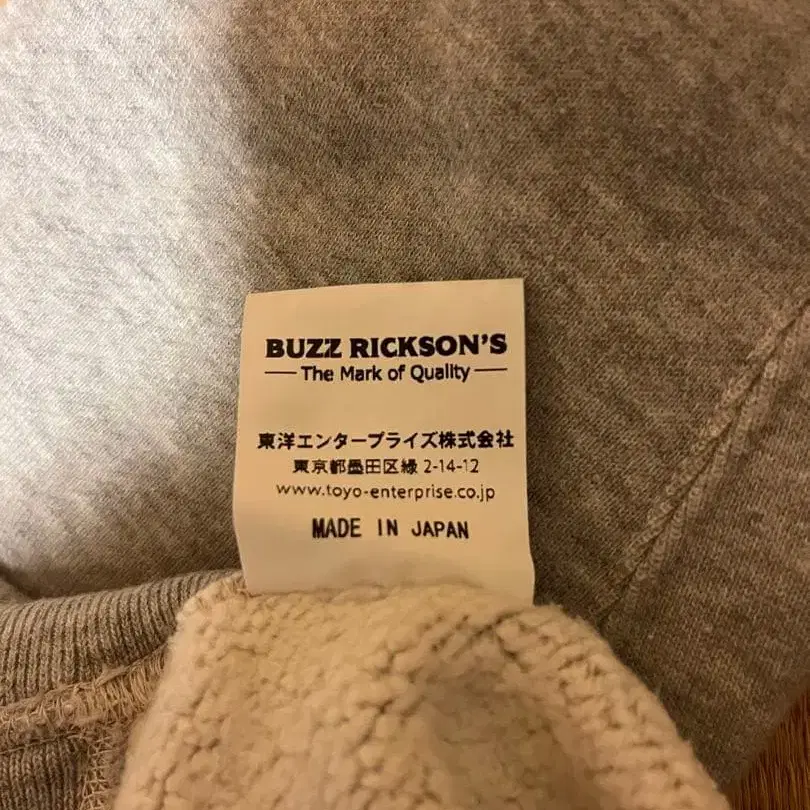 BUZZ RICKSON'S
The Mark of Quality
東洋エンタープライズ株式会社
東京都墨田区緑 2-14-12
www.toyo-enterprise.co.jp
MADE IN JAPAN